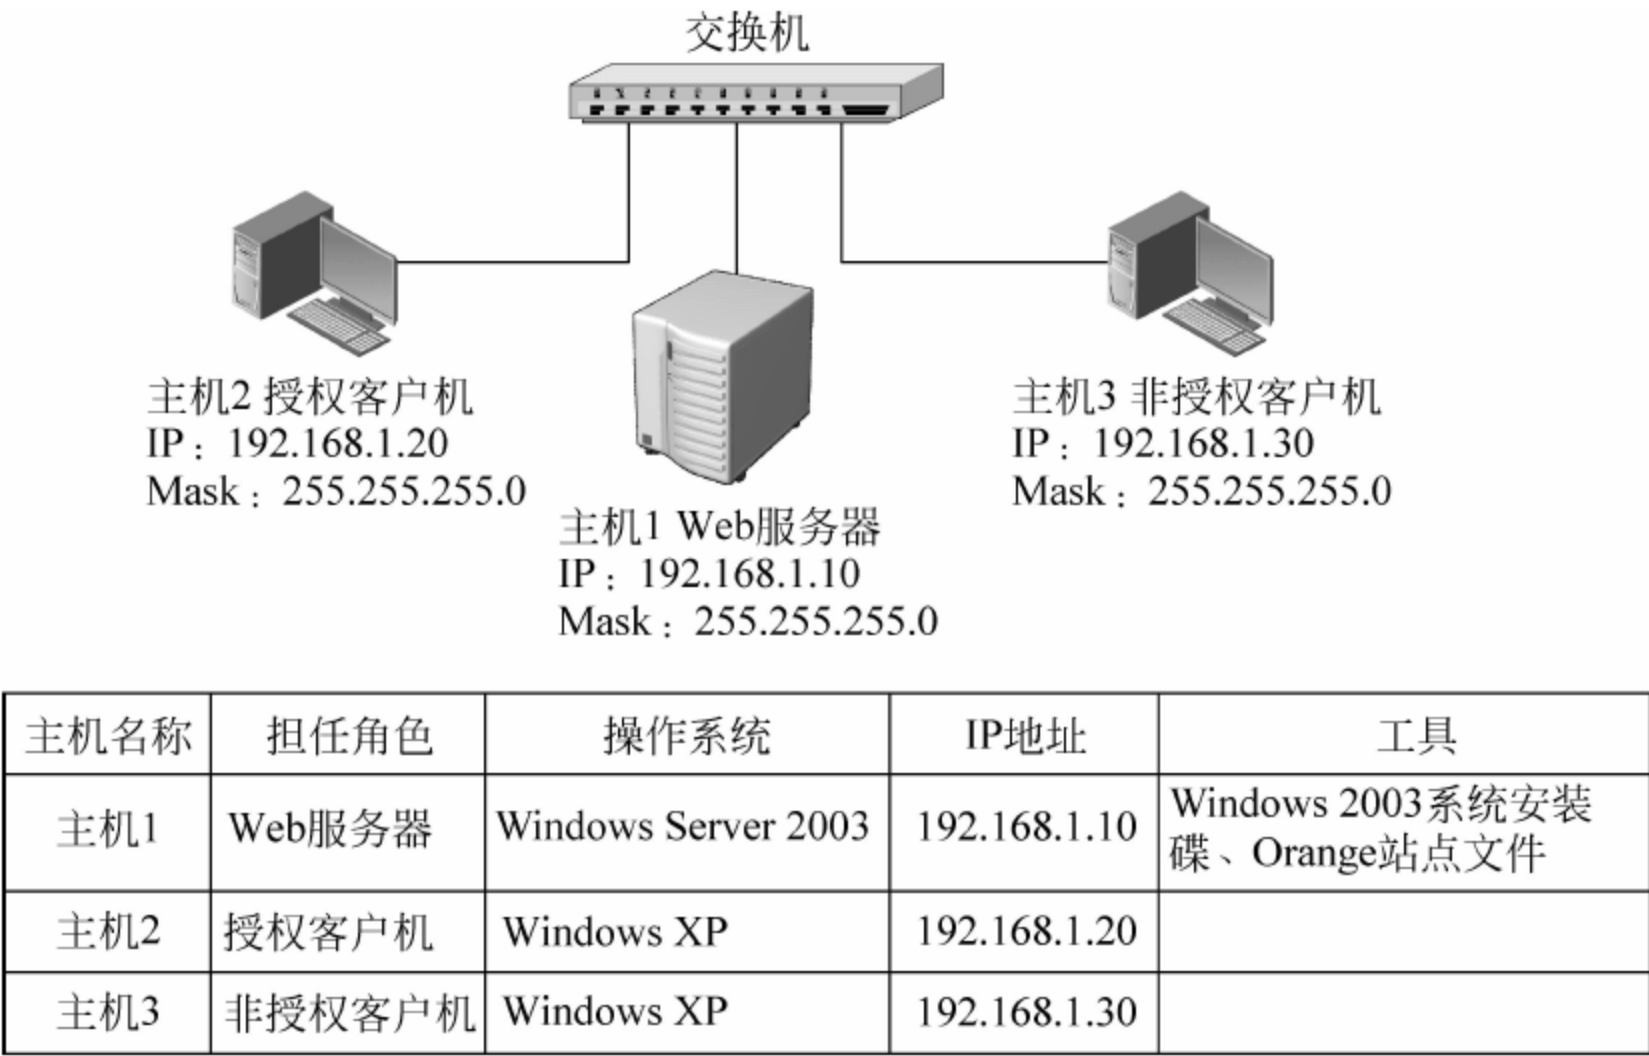 交换机
主机2 授权客户机
IP：192.168.1.20
Mask：255.255.255.0
主机3 非授权客户机
IP：192.168.1.30
Mask：255.255.255.0
主机1 Web服务器
IP：192.168.1.10
Mask：255.255.255.0
主机名称 担任角色 操作系统 IP地址 工具
主机1 Web服务器 Windows Server 2003 192.168.1.10 Windows 2003系统安装
碟、Orange站点文件
主机2 授权客户机 Windows XP 192.168.1.20
主机3 非授权客户机 Windows XP 192.168.1.30